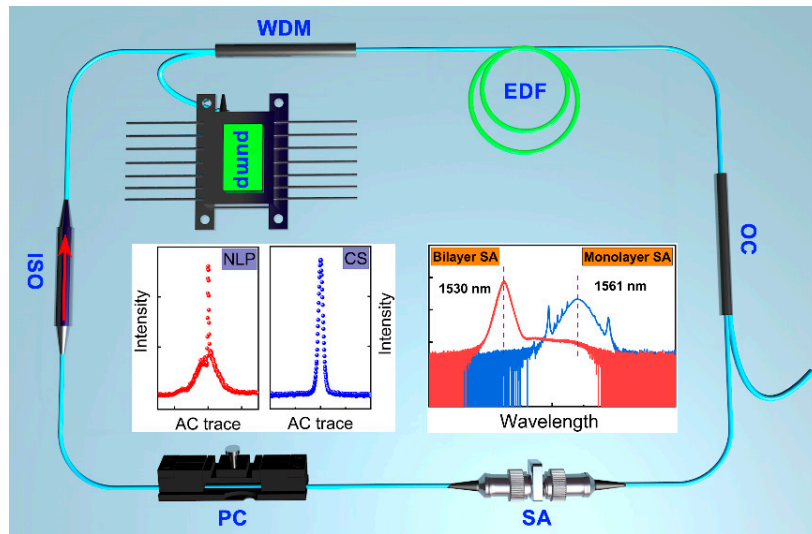 WDM
EDF
pump
ISO
OC
NLP
CS
Intensity
Intensity
AC trace
AC trace
Bilayer SA
Monolayer SA
1530 nm
1561 nm
Wavelength
PC
SA